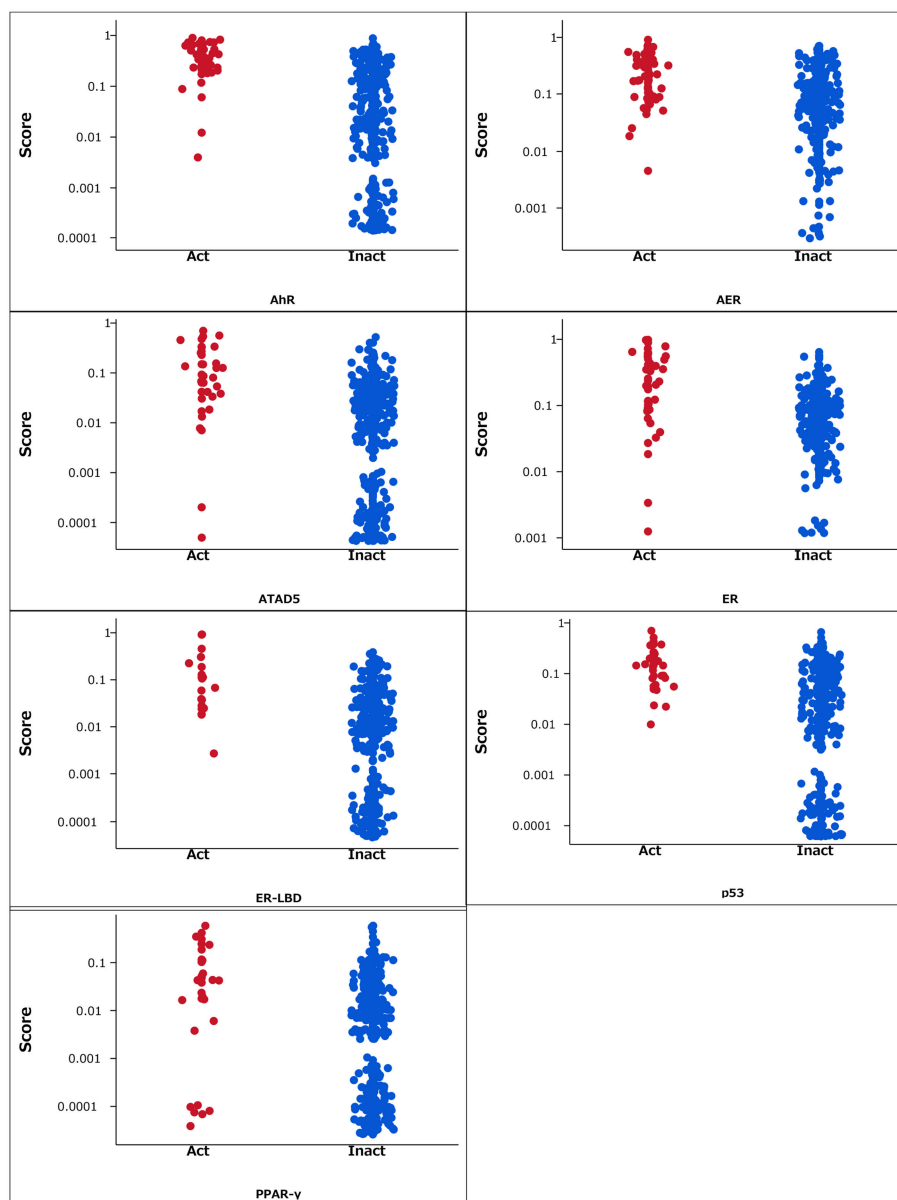 Score
1
0.1
0.01
0.001
0.0001
Act
Inact
AhR
Score
1
0.1
0.01
0.001
Act
Inact
AER
Score
1
0.1
0.01
0.001
0.0001
Act
Inact
ATAD5
Score
1
0.1
0.01
0.001
Act
Inact
ER
Score
1
0.1
0.01
0.001
0.0001
Act
Inact
ER-LBD
Score
1
0.1
0.01
0.001
0.0001
Act
Inact
p53
Score
0.1
0.01
0.001
0.0001
Act
Inact
PPAR-γ